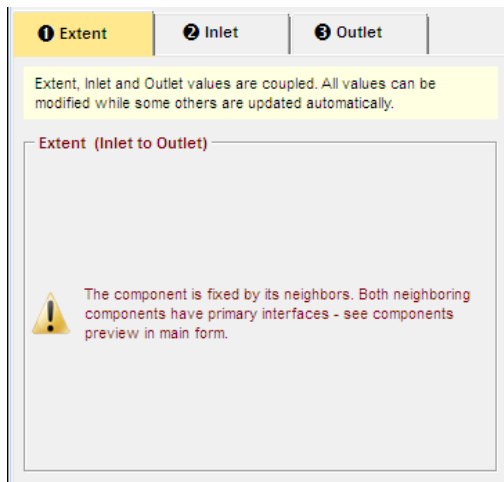 ❶ Extent ❷ Inlet ❸ Outlet
Extent, Inlet and Outlet values are coupled. All values can be
modified while some others are updated automatically.
Extent (Inlet to Outlet)
The component is fixed by its neighbors. Both neighboring
components have primary interfaces - see components
preview in main form.